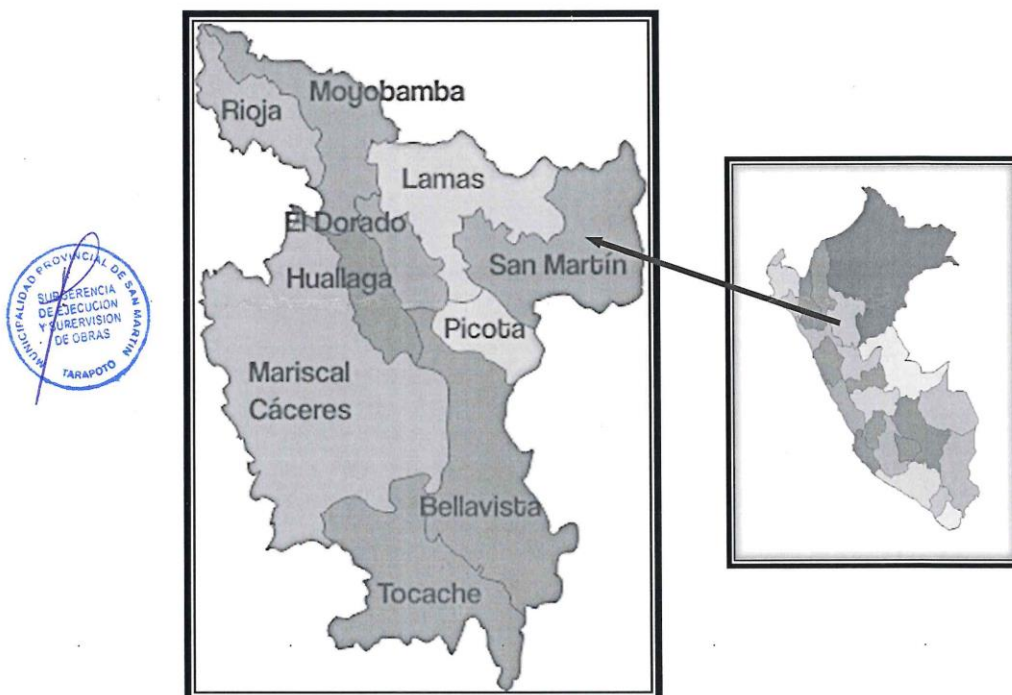 Moyobamba
Rioja
Lamas
El Dorado
San Martín
Huallaga
Picota
Mariscal
Cáceres
Bellavista
Tocache
MUNICIPALIDAD PROVINCIAL DE SAN MARTIN
SUBGERENCIA
DE EJECUCION
Y SUPERVISION
DE OBRAS
TARAPOTO